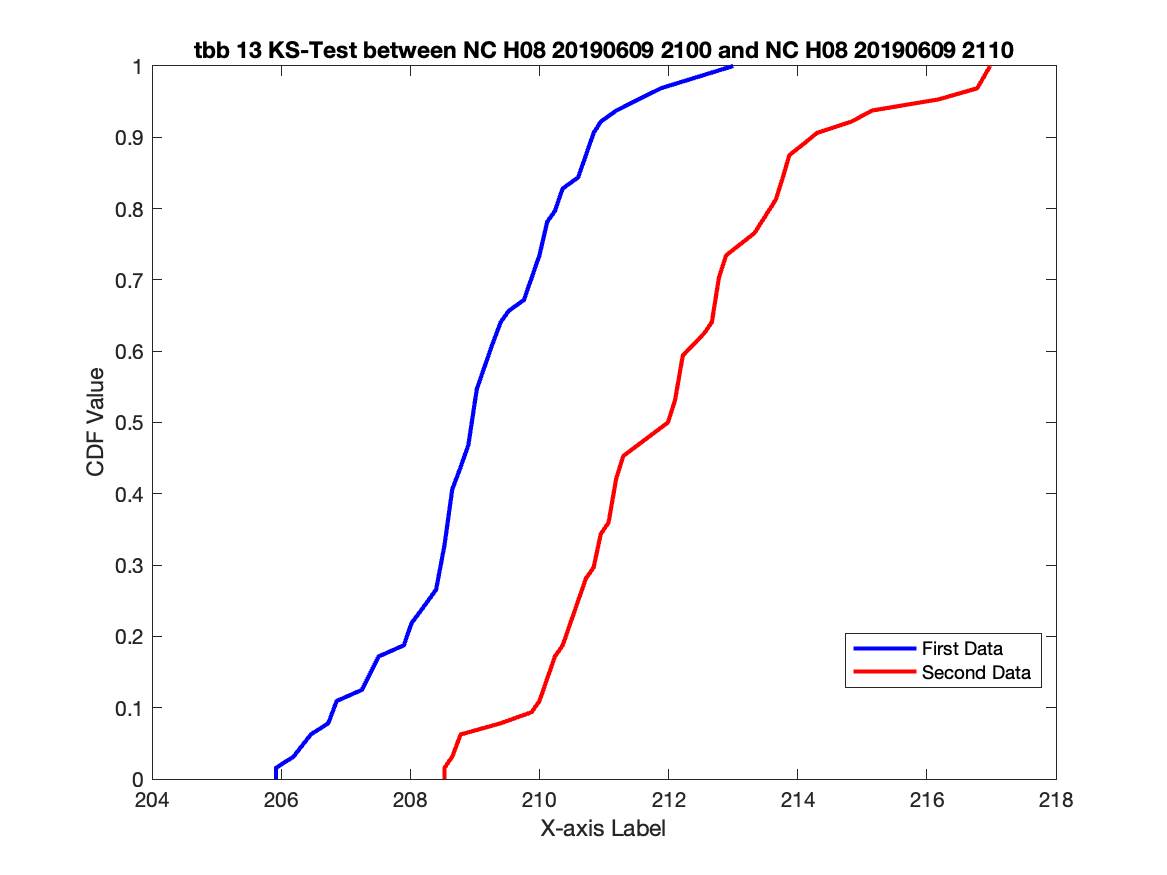 tbb 13 KS-Test between NC H08 20190609 2100 and NC H08 20190609 2110
1
0.9
0.8
0.7
0.6
0.5
0.4
0.3
0.2
0.1
0
CDF Value
First Data
Second Data
204 206 208 210 212 214 216 218
X-axis Label